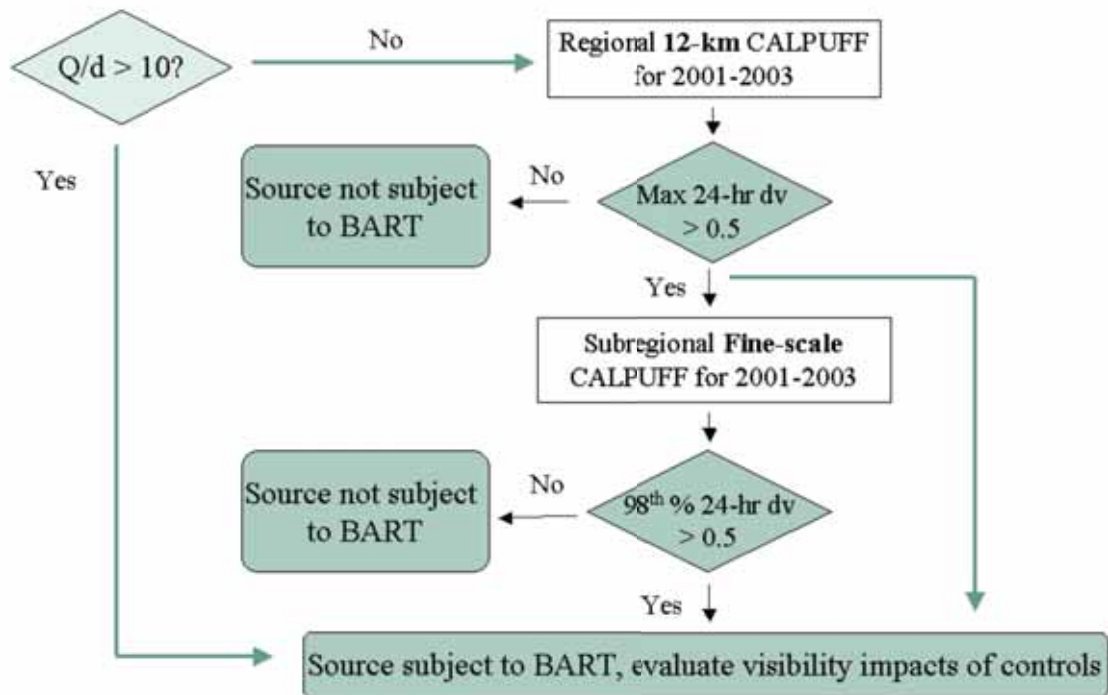 Q/d > 10?
No
Regional 12-km CALPUFF
for 2001-2003
Yes
Source not subject
to BART
No
Max 24-hr dv
> 0.5
Yes
Subregional Fine-scale
CALPUFF for 2001-2003
Source not subject
to BART
No
98th % 24-hr dv
> 0.5
Yes
Source subject to BART, evaluate visibility impacts of controls